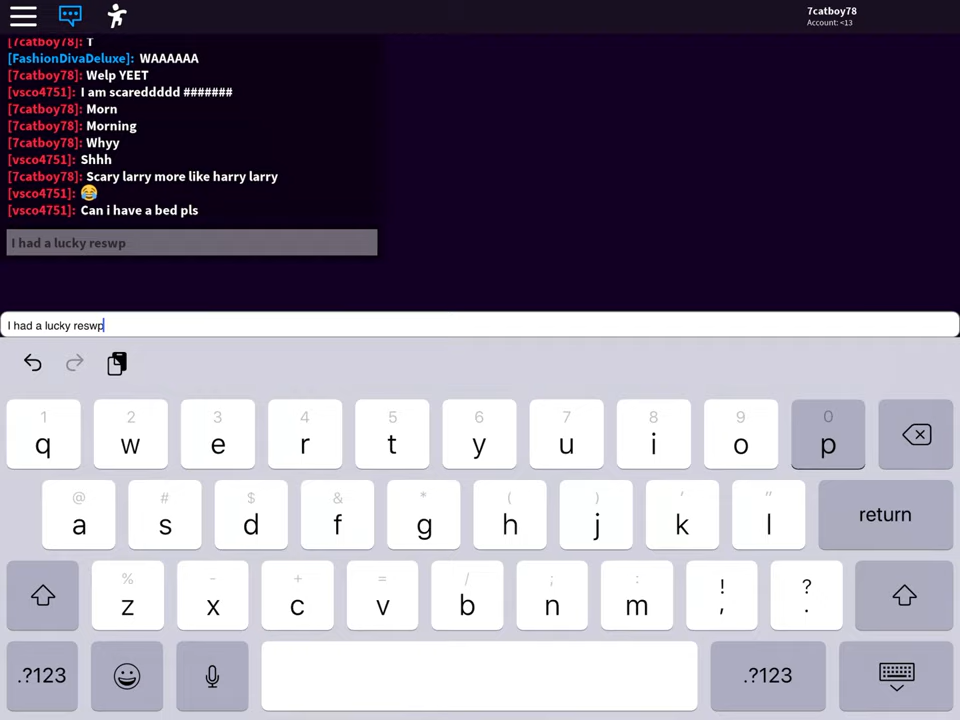 7catboy78
Account: <13
[7catboy78]: T
[FashionDivaDeluxe]: WAAAAAA
[7catboy78]: Welp YEET
[vsco4751]: I am scareddddd #######
[7catboy78]: Morn
[7catboy78]: Morning
[7catboy78]: Whyy
[vsco4751]: Shhh
[7catboy78]: Scary larry more like harry larry
[vsco4751]: 😂
[vsco4751]: Can i have a bed pls
I had a lucky reswp
I had a lucky reswp
1 2 3 4 5 6 7 8 9 0
q w e r t y u i o p
@ # $ & * ( ) ' "
a s d f g h j k l return
% - + = / ; : ! ?
z x c v b n m , .
.?123 .?123